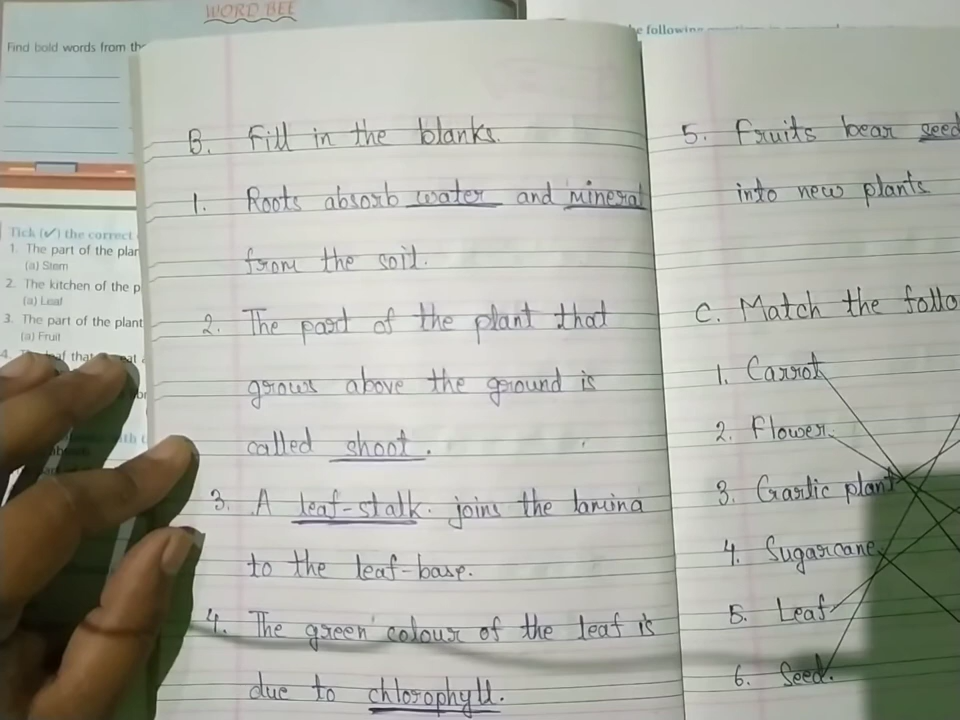 WORD BEE
Find bold words from th
e following
Tick (✓) the correct
1. The part of the plan
(a) Stem
2. The kitchen of the p
(a) Leaf
3. The part of the plant
(a) Fruit
B. Fill in the blanks.
1. Roots absorb water and mineral
from the soil.
2. The part of the plant that
grows above the ground is
called shoot.
3. A leaf-stalk. joins the lamina
to the leaf-base.
4. The green colour of the leaf is
due to chlorophyll.
5. Fruits bear seed
into new plants
C. Match the follo
1. Carrot
2. Flower.
3. Garlic plant
4. Sugarcane
5. Leaf
6. Seed.